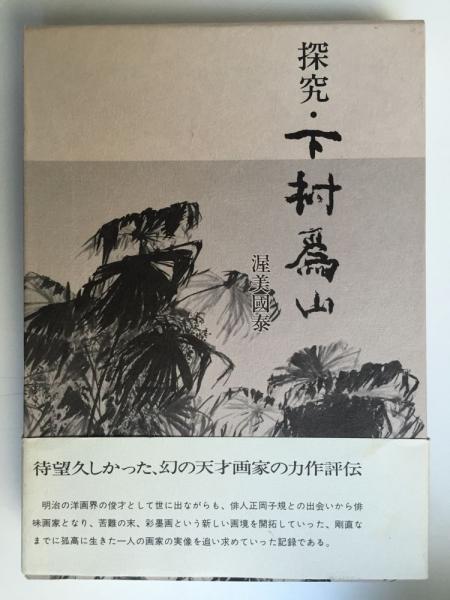 探究・下村為山
渥美國泰
待望久しかった、幻の天才画家の力作評伝
明治の洋画界の俊才として世に出ながらも、俳人正岡子規との出会いから俳
味画家となり、苦難の末、彩墨画という新しい画境を開拓していった、剛直な
までに孤高に生きた一人の画家の実像を追い求めていった記録である。